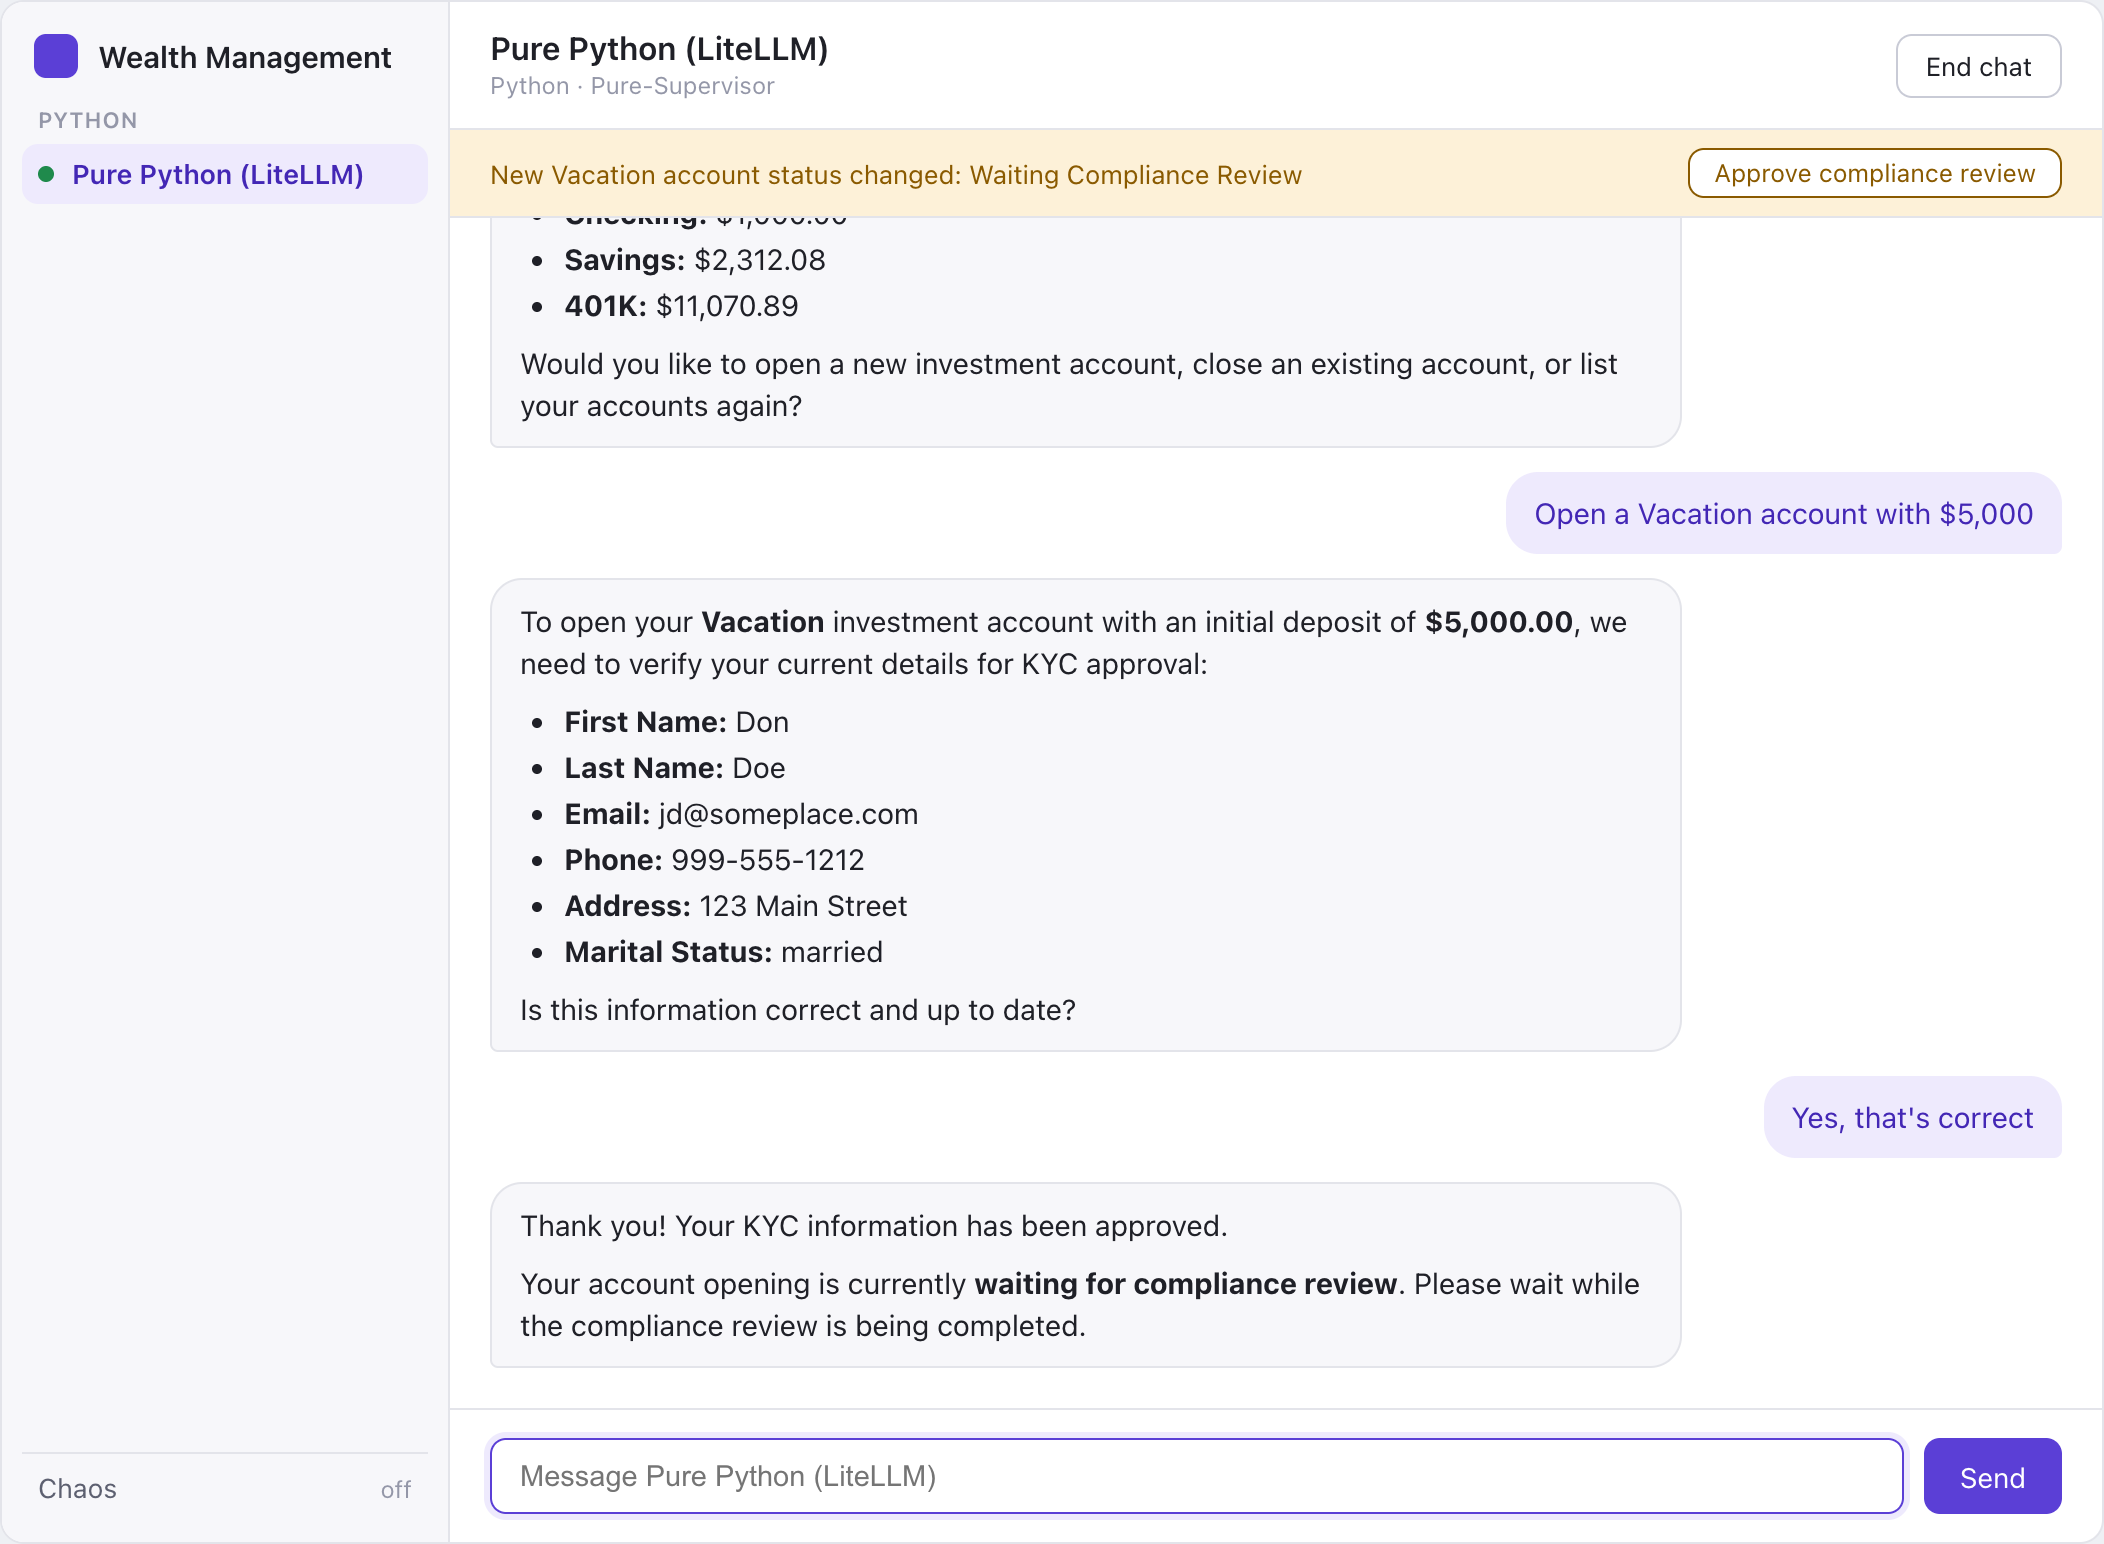 Wealth Management
PYTHON
Pure Python (LiteLLM)
Chaos
off
Pure Python (LiteLLM)
Python · Pure-Supervisor
End chat
New Vacation account status changed: Waiting Compliance Review
Approve compliance review
Savings: $2,312.08
401K: $11,070.89
Would you like to open a new investment account, close an existing account, or list
your accounts again?
Open a Vacation account with $5,000
To open your Vacation investment account with an initial deposit of $5,000.00, we
need to verify your current details for KYC approval:
First Name: Don
Last Name: Doe
Email: jd@someplace.com
Phone: 999-555-1212
Address: 123 Main Street
Marital Status: married
Is this information correct and up to date?
Yes, that's correct
Thank you! Your KYC information has been approved.
Your account opening is currently waiting for compliance review. Please wait while
the compliance review is being completed.
Message Pure Python (LiteLLM)
Send